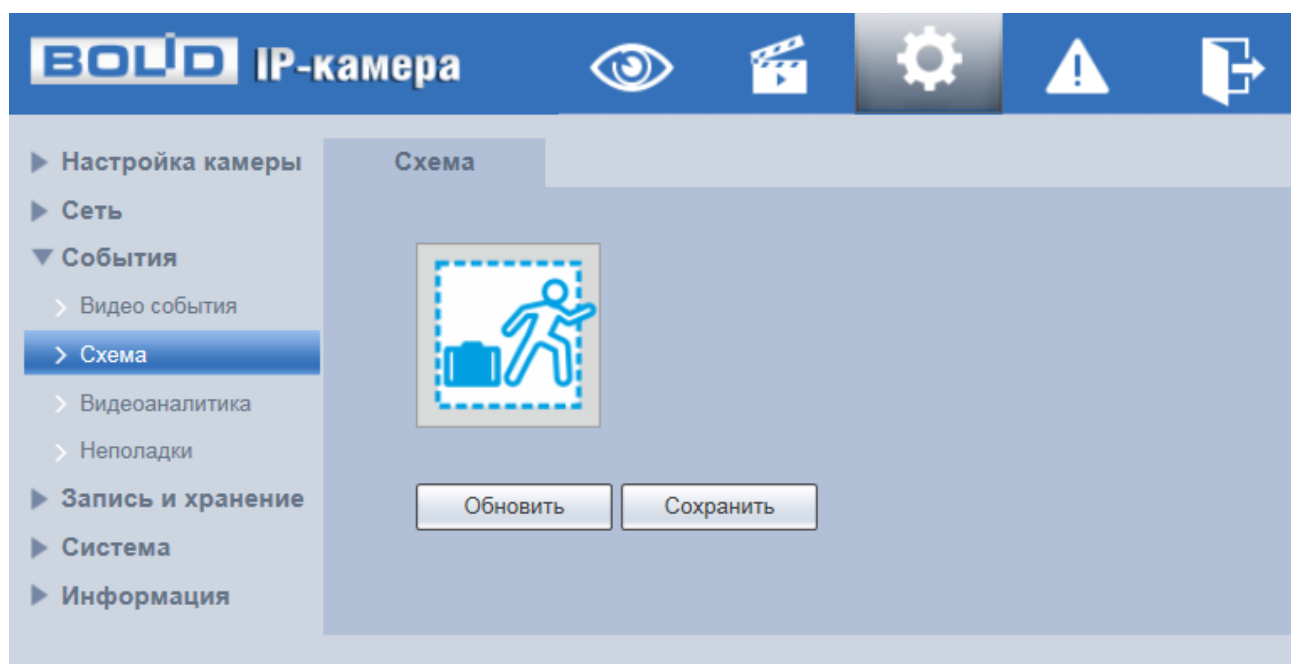 BOLID IP-камера
Настройка камеры
Сеть
События
Видео события
Схема
Видеоаналитика
Неполадки
Запись и хранение
Система
Информация
Схема
Обновить
Сохранить